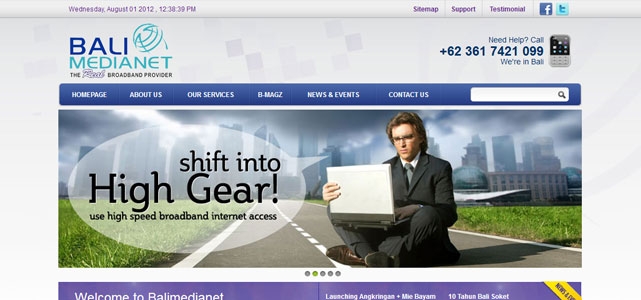 Wednesday, August 01 2012 , 12:38:39 PM
Sitemap
Support
Testimonial
BALI
MEDIANET
THE Real BROADBAND PROVIDER
Need Help? Call
+62 361 7421 099
We're in Bali
HOMEPAGE ABOUT US OUR SERVICES B-MAGZ NEWS & EVENTS CONTACT US
shift into
High Gear!
use high speed broadband internet access
Welcome to Balimedianet
Launching Angkringan + Mie Bayam
10 Tahun Bali Soket